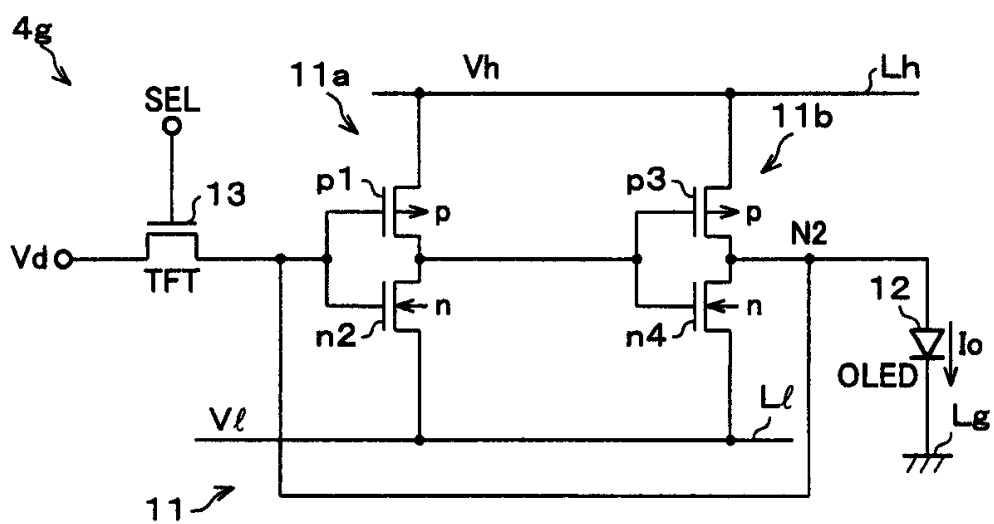 4g
Vh
Lh
11a
SEL
11b
p1
p3
13
p
p
N2
Vd
TFT
12
n
n
n2
n4
Io
OLED
Vℓ
Lℓ
Lg
11